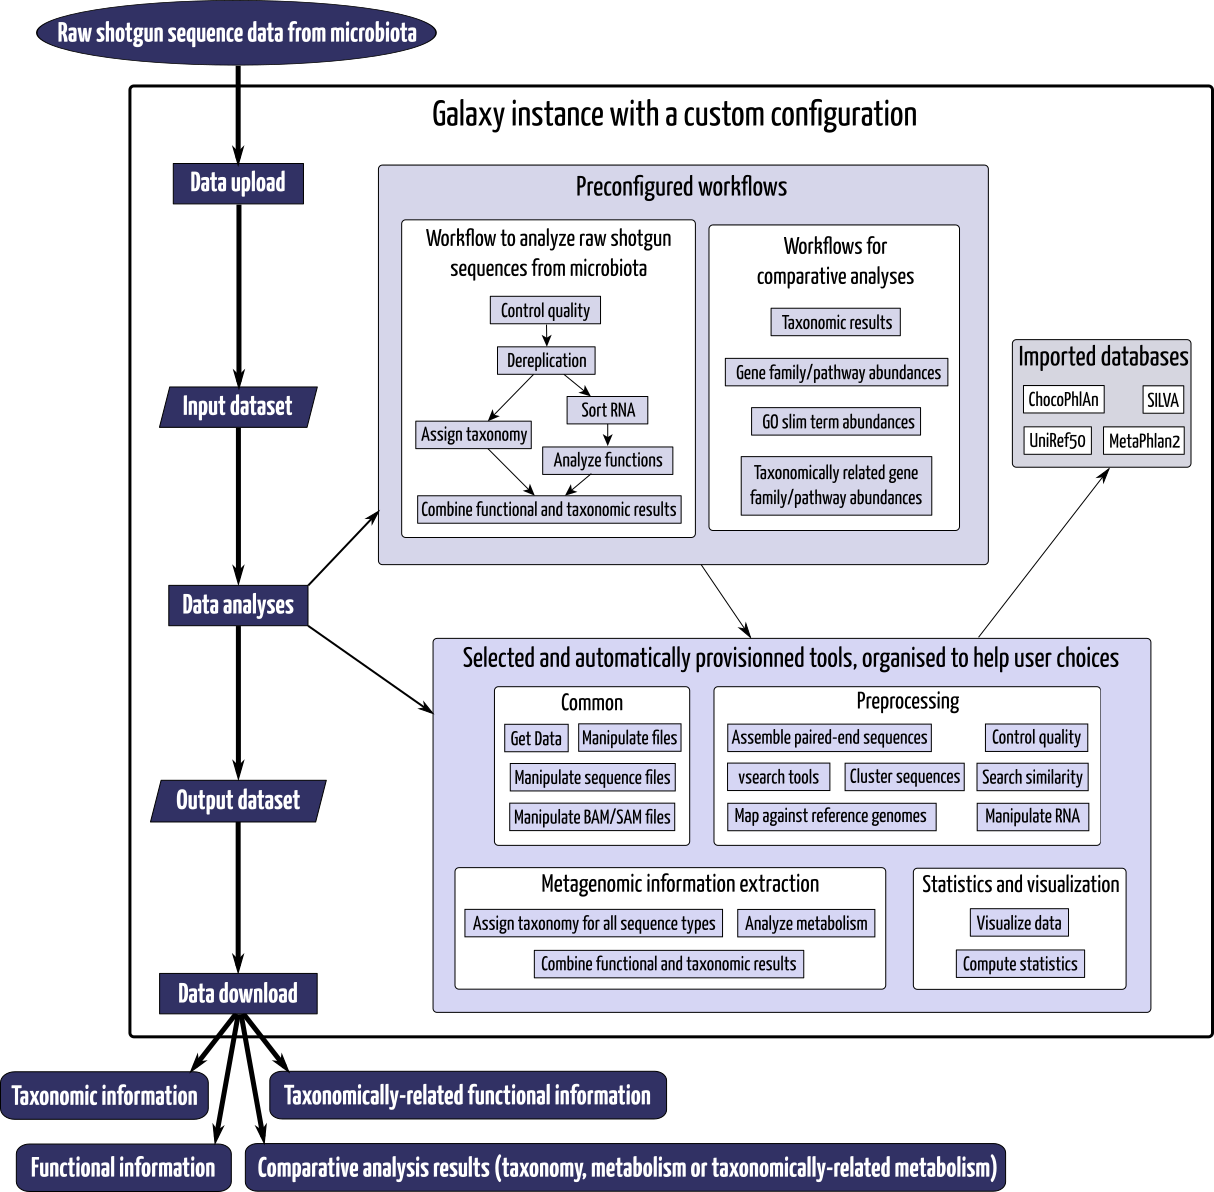 Raw shotgun sequence data from microbiota
Galaxy instance with a custom configuration
Data upload
Input dataset
Data analyses
Output dataset
Data download
Preconfigured workflows
Workflow to analyze raw shotgun
sequences from microbiota
Control quality
Dereplication
Sort RNA
Assign taxonomy
Analyze functions
Combine functional and taxonomic results
Workflows for
comparative analyses
Taxonomic results
Gene family/pathway abundances
GO slim term abundances
Taxonomically related gene
family/pathway abundances
Imported databases
ChocoPhlAn
SILVA
UniRef50
MetaPhlan2
Selected and automatically provisionned tools, organised to help user choices
Common
Get Data
Manipulate files
Manipulate sequence files
Manipulate BAM/SAM files
Preprocessing
Assemble paired-end sequences
Control quality
vsearch tools
Cluster sequences
Search similarity
Map against reference genomes
Manipulate RNA
Metagenomic information extraction
Assign taxonomy for all sequence types
Analyze metabolism
Combine functional and taxonomic results
Statistics and visualization
Visualize data
Compute statistics
Taxonomic information
Taxonomically-related functional information
Functional information
Comparative analysis results (taxonomy, metabolism or taxonomically-related metabolism)